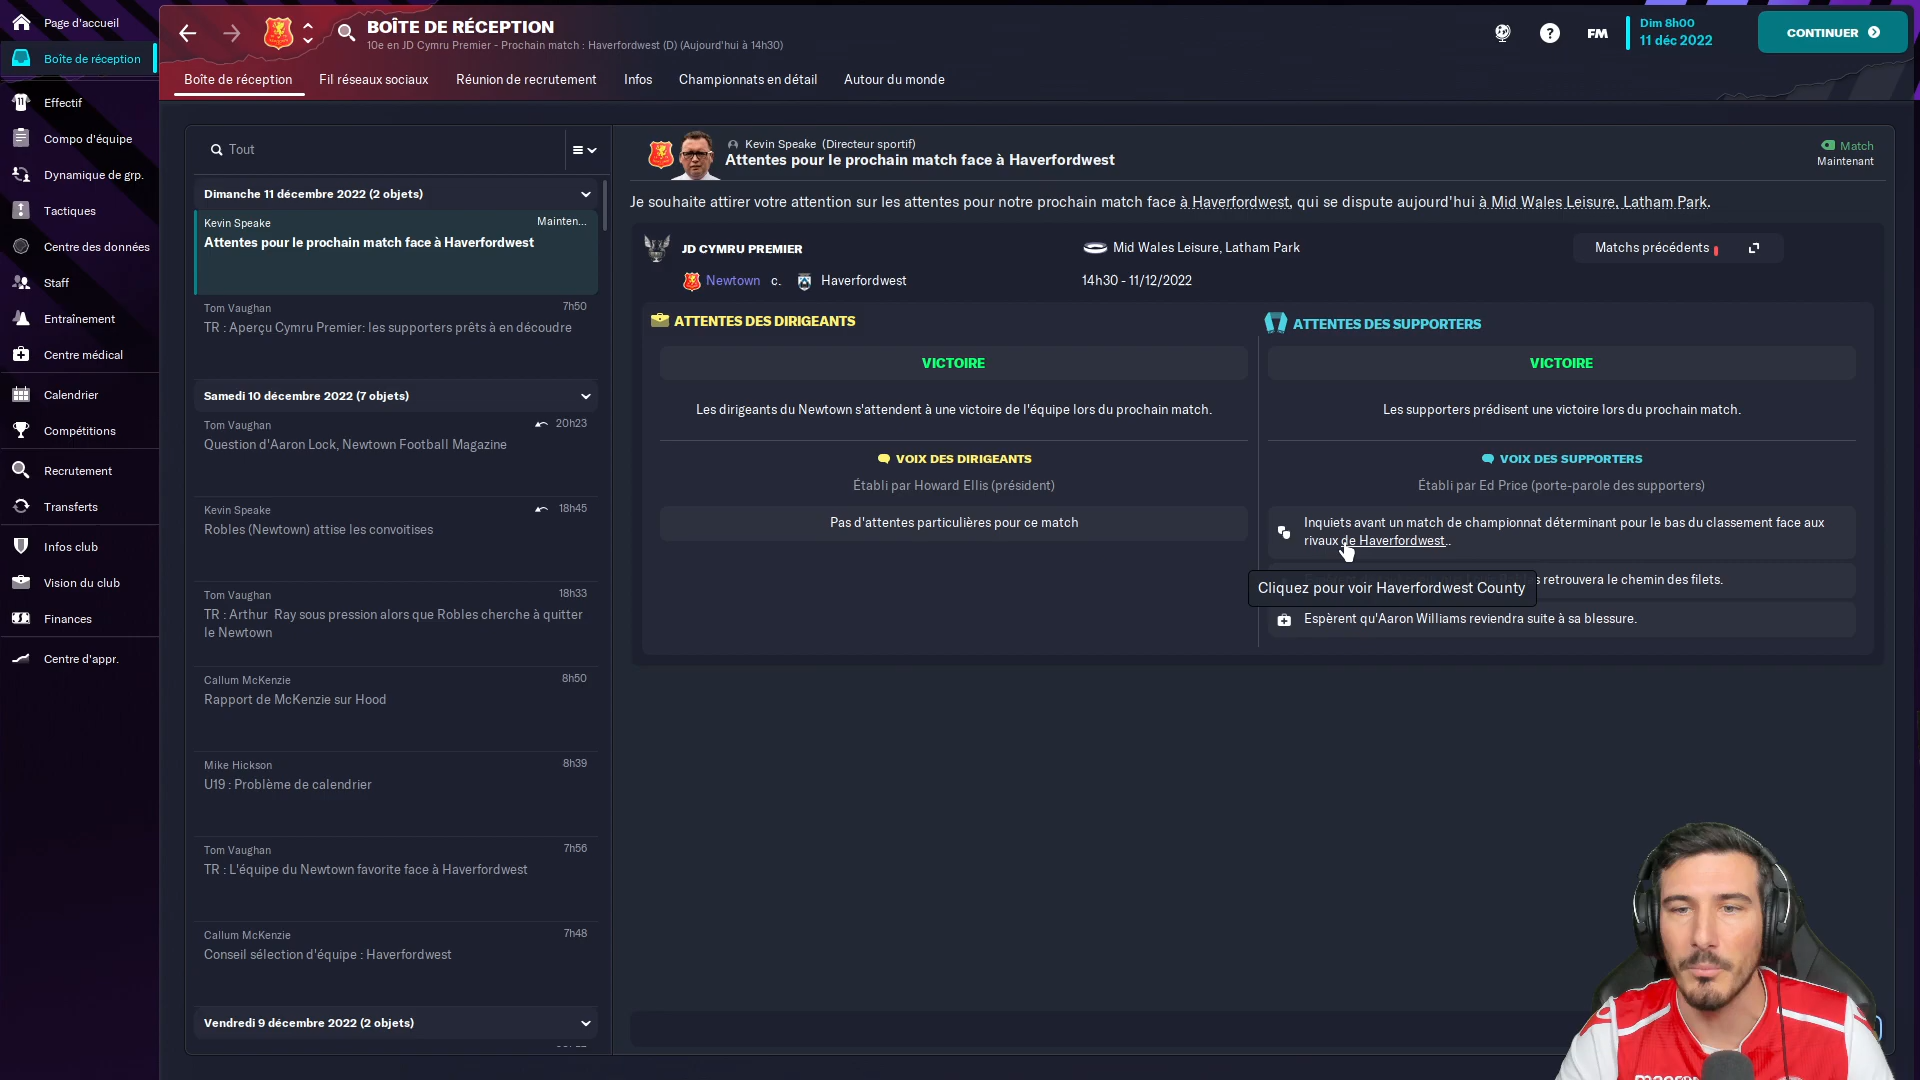 Page d'accueil
Boîte de réception
Effectif
Compo d'équipe
Dynamique de grp.
Tactiques
Centre des données
Staff
Entraînement
Centre médical
Calendrier
Compétitions
Recrutement
Transferts
Infos club
Vision du club
Finances
Centre d'appr.
BOÎTE DE RÉCEPTION
10e en JD Cymru Premier - Prochain match : Haverfordwest (D) (Aujourd'hui à 14h30)
FM
Dim 8h00
11 déc 2022
CONTINUER
Boîte de réception
Fil réseaux sociaux
Réunion de recrutement
Infos
Championnats en détail
Autour du monde
Tout
Dimanche 11 décembre 2022 (2 objets)
Kevin Speake
Mainten...
Attentes pour le prochain match face à Haverfordwest
Tom Vaughan
7h50
TR : Aperçu Cymru Premier: les supporters prêts à en découdre
Samedi 10 décembre 2022 (7 objets)
Tom Vaughan
20h23
Question d'Aaron Lock, Newtown Football Magazine
Kevin Speake
18h45
Robles (Newtown) attise les convoitises
Tom Vaughan
18h33
TR : Arthur Ray sous pression alors que Robles cherche à quitter
le Newtown
Callum McKenzie
8h50
Rapport de McKenzie sur Hood
Mike Hickson
8h39
U19 : Problème de calendrier
Tom Vaughan
7h56
TR : L'équipe du Newtown favorite face à Haverfordwest
Callum McKenzie
7h48
Conseil sélection d'équipe : Haverfordwest
Vendredi 9 décembre 2022 (2 objets)
Kevin Speake (Directeur sportif)
Attentes pour le prochain match face à Haverfordwest
Match
Maintenant
Je souhaite attirer votre attention sur les attentes pour notre prochain match face à Haverfordwest, qui se dispute aujourd'hui à Mid Wales Leisure, Latham Park.
JD CYMRU PREMIER
Mid Wales Leisure, Latham Park
Matchs précédents
Newtown c. Haverfordwest
14h30 - 11/12/2022
ATTENTES DES DIRIGEANTS
VICTOIRE
Les dirigeants du Newtown s'attendent à une victoire de l'équipe lors du prochain match.
VOIX DES DIRIGEANTS
Établi par Howard Ellis (président)
Pas d'attentes particulières pour ce match
ATTENTES DES SUPPORTERS
VICTOIRE
Les supporters prédisent une victoire lors du prochain match.
VOIX DES SUPPORTERS
Établi par Ed Price (porte-parole des supporters)
Inquiets avant un match de championnat déterminant pour le bas du classement face aux
rivaux de Haverfordwest..
retrouvera le chemin des filets.
Cliquez pour voir Haverfordwest County
Espèrent qu'Aaron Williams reviendra suite à sa blessure.